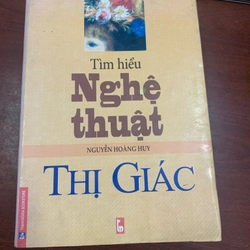 Tìm hiểu
Nghệ
thuật
NGUYỄN HOÀNG HUY
THỊ GIÁC